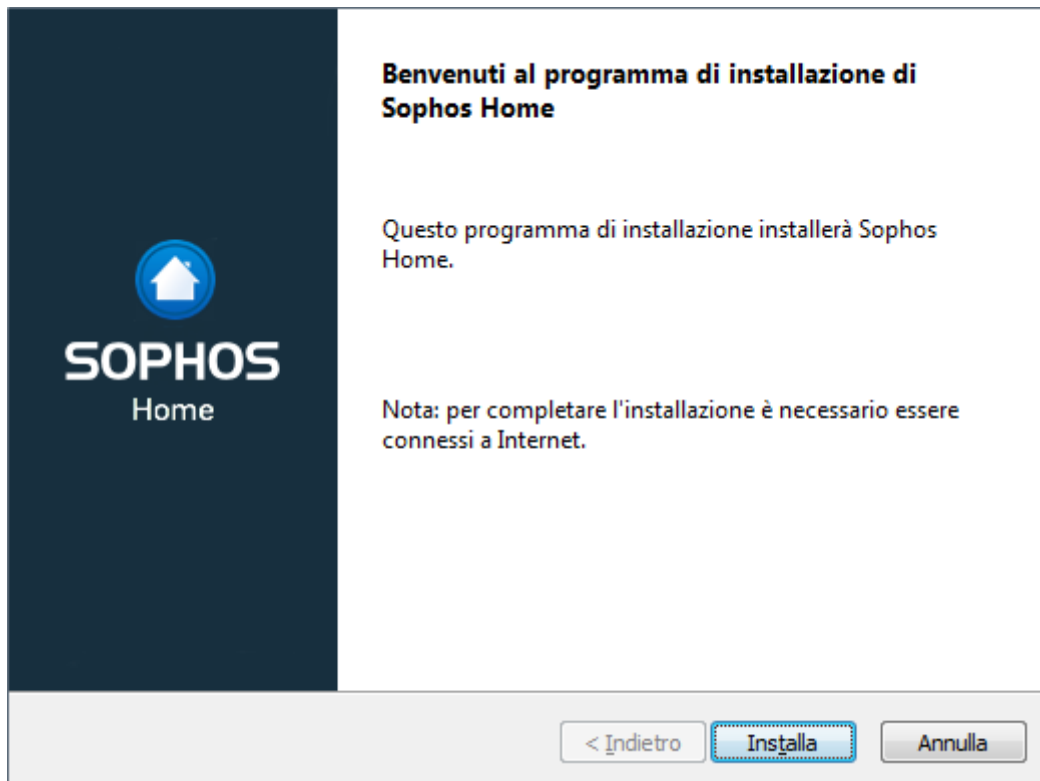 Benvenuti al programma di installazione di
Sophos Home
Questo programma di installazione installerà Sophos
Home.
SOPHOS
Home
Nota: per completare l'installazione è necessario essere
connessi a Internet.
< Indietro
Installa
Annulla